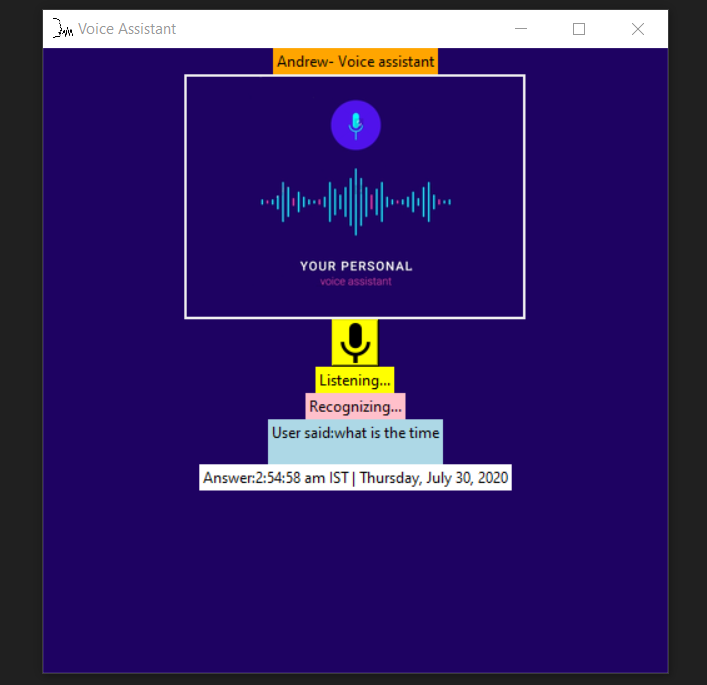 Voice Assistant
Andrew- Voice assistant
YOUR PERSONAL
voice assistant
Listening...
Recognizing...
User said:what is the time
Answer:2:54:58 am IST | Thursday, July 30, 2020